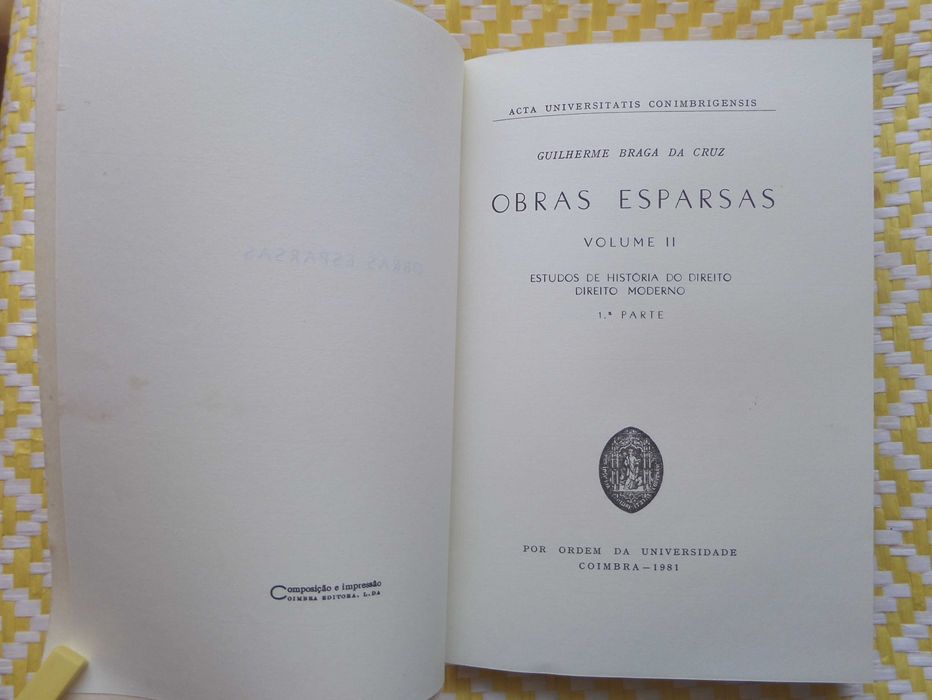 Composição e impressão
COIMBRA EDITORA, L.DA
ACTA UNIVERSITATIS CONIMBRIGENSIS
GUILHERME BRAGA DA CRUZ
OBRAS ESPARSAS
VOLUME II
ESTUDOS DE HISTÓRIA DO DIREITO
DIREITO MODERNO
1.ª PARTE
POR ORDEM DA UNIVERSIDADE
COIMBRA — 1981